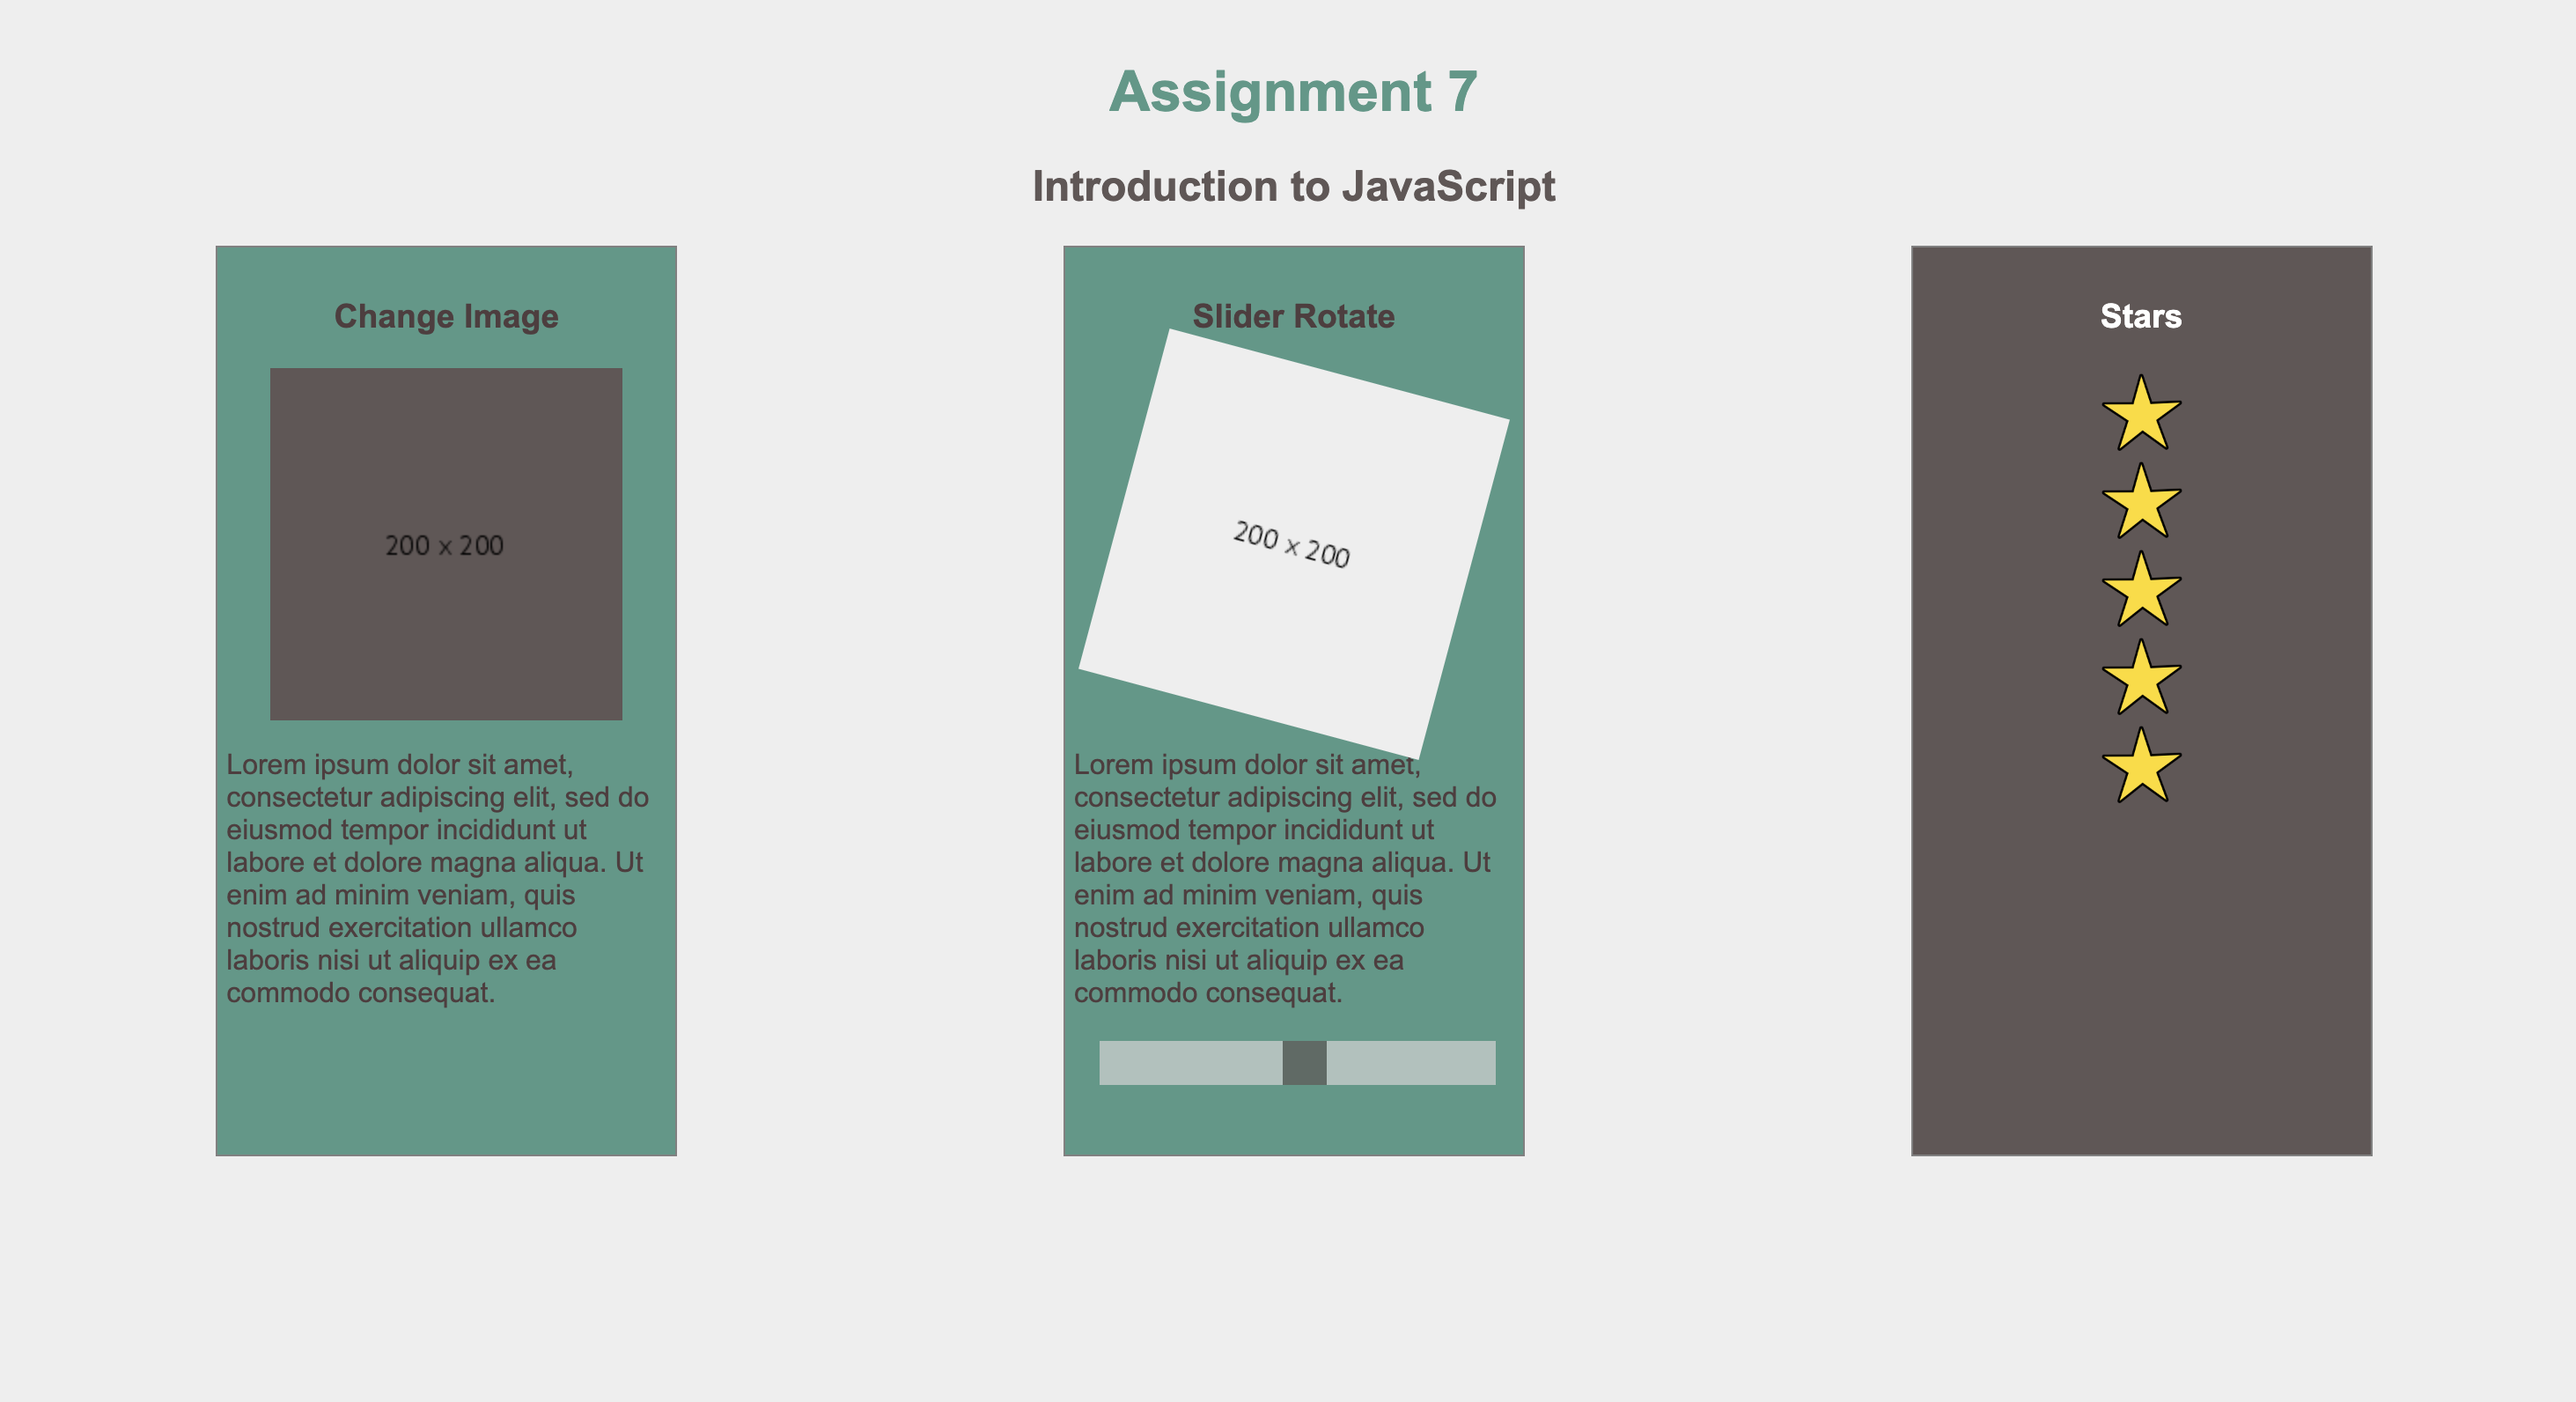 Assignment 7
Introduction to JavaScript
Change Image
200 x 200
Lorem ipsum dolor sit amet,
consectetur adipiscing elit, sed do
eiusmod tempor incididunt ut
labore et dolore magna aliqua. Ut
enim ad minim veniam, quis
nostrud exercitation ullamco
laboris nisi ut aliquip ex ea
commodo consequat.
Slider Rotate
200 x 200
Lorem ipsum dolor sit amet,
consectetur adipiscing elit, sed do
eiusmod tempor incididunt ut
labore et dolore magna aliqua. Ut
enim ad minim veniam, quis
nostrud exercitation ullamco
laboris nisi ut aliquip ex ea
commodo consequat.
Stars